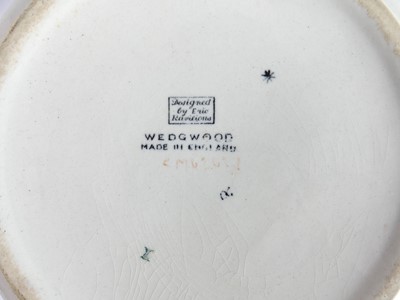 Designed
by Eric
Ravilious
WEDGWOOD
MADE IN ENGLAND